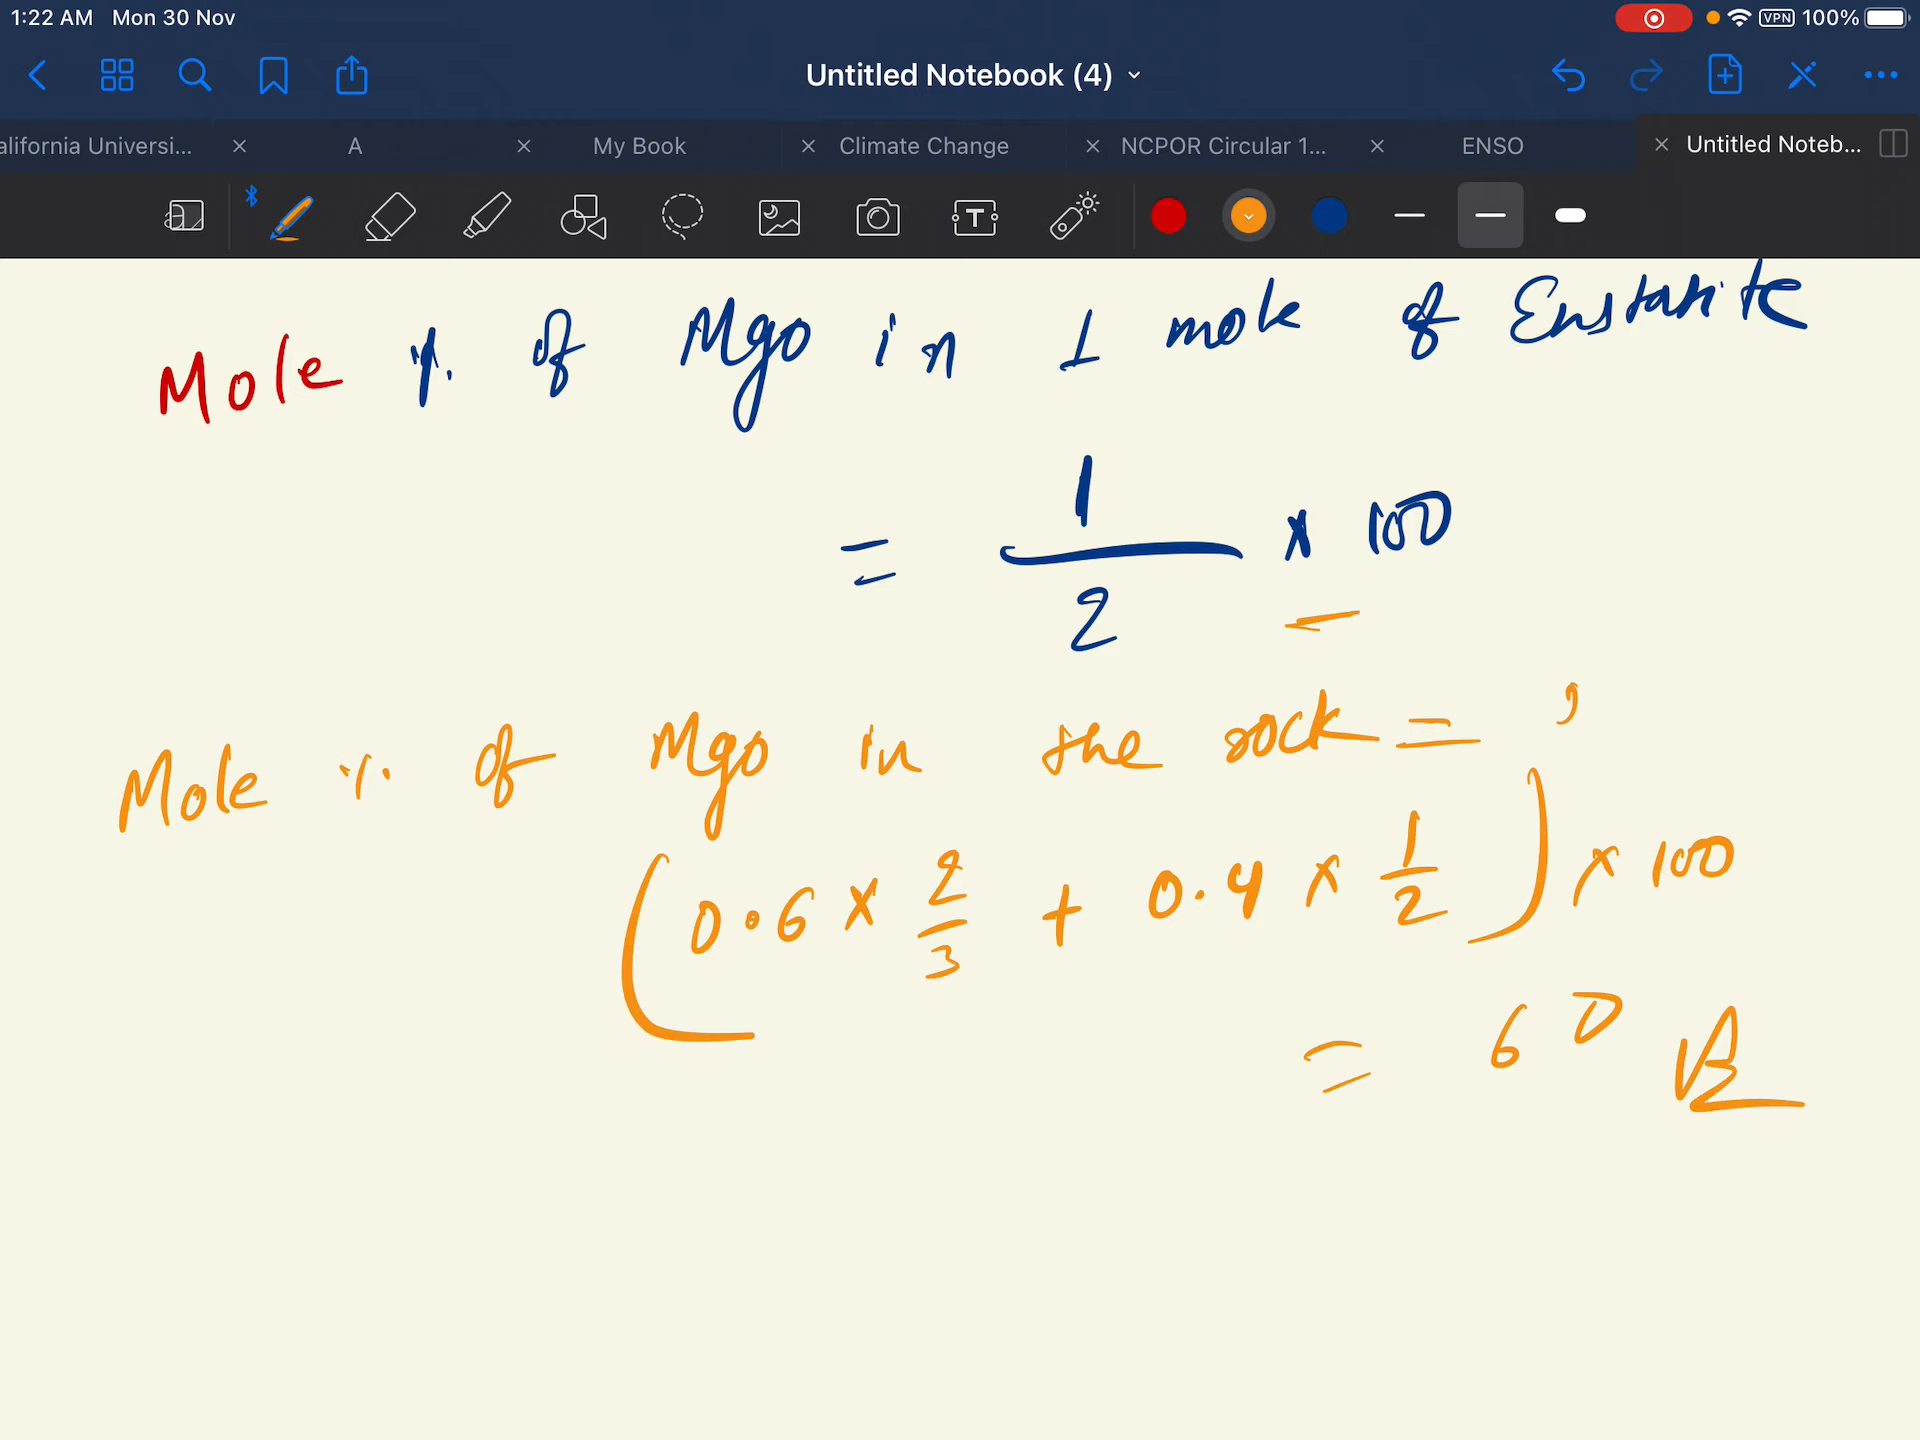 1:22 AM Mon 30 Nov VPN 100%
Untitled Notebook (4)
alifornia Universi... A My Book Climate Change NCPOR Circular 1... ENSO Untitled Noteb...
Mole % of Mgo in 1 mole of Enstatite
= 1/2 × 100
Mole % of Mgo in the rock =
(0.6 × 2/3 + 0.4 × 1/2) × 100
= 60